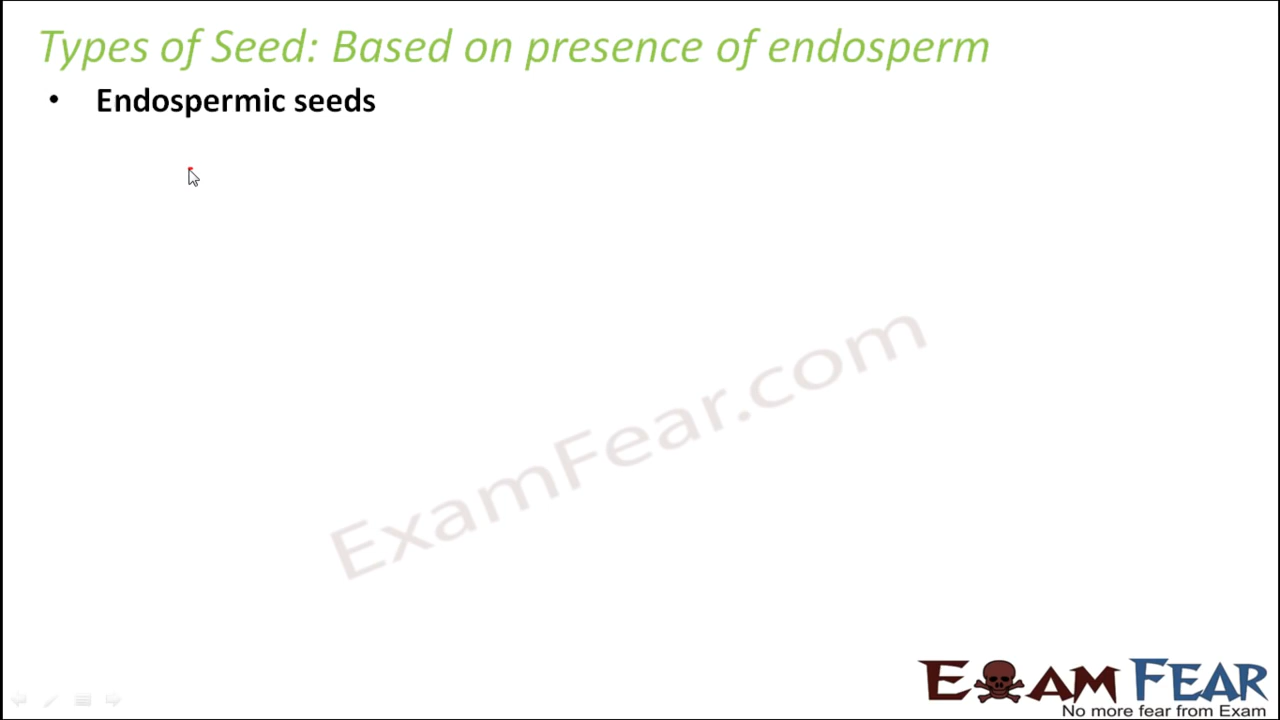 Types of Seed: Based on presence of endosperm
• Endospermic seeds
ExamFear.com
EXAM FEAR
No more fear from Exam